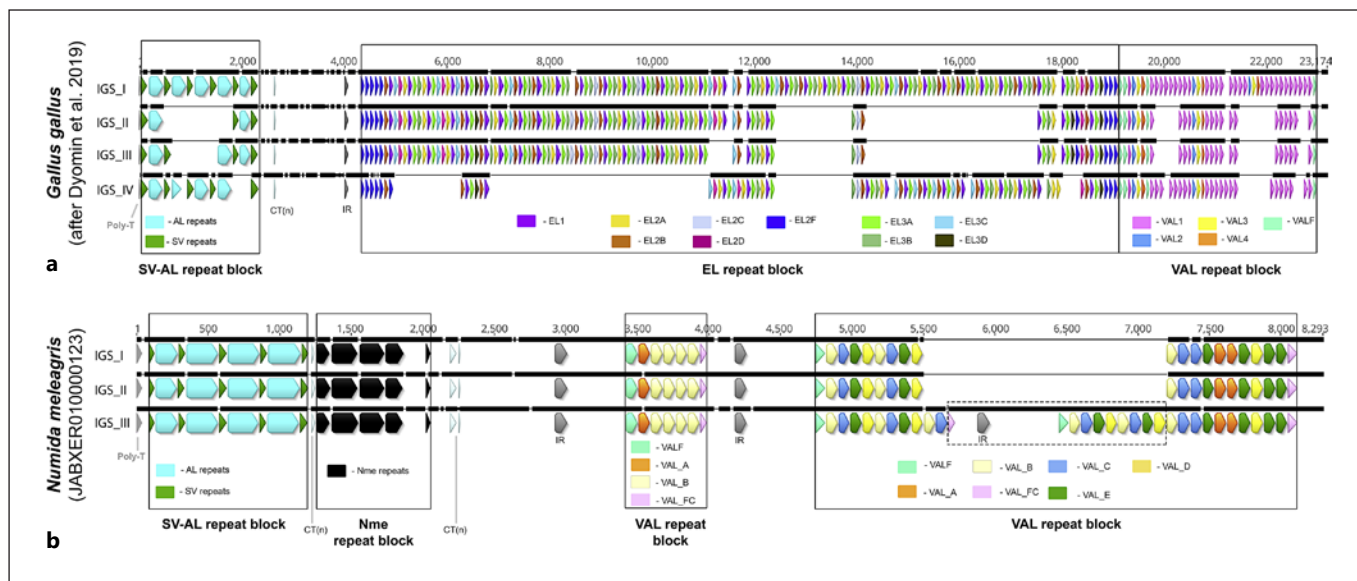 2,000 4,000 6,000 8,000 10,000 12,000 14,000 16,000 18,000 20,000 22,000 23,174
Gallus gallus
(after Dyomin et al. 2019)
IGS_I
IGS_II
IGS_III
IGS_IV
Poly-T
CT(n)
IR
- AL repeats
- SV repeats
- EL1
- EL2A
- EL2B
- EL2C
- EL2D
- EL2F
- EL3A
- EL3B
- EL3C
- EL3D
- VAL1
- VAL2
- VAL3
- VAL4
- VALF
a
SV-AL repeat block
EL repeat block
VAL repeat block
1 500 1,000 1,500 2,000 2,500 3,000 3,500 4,000 4,500 5,000 5,500 6,000 6,500 7,000 7,500 8,000 8,293
Numida meleagris
(JABXER010000123)
IGS_I
IGS_II
IGS_III
Poly-T
IR
IR
IR
- AL repeats
- SV repeats
- Nme repeats
- VALF
- VAL_A
- VAL_B
- VAL_FC
- VALF
- VAL_B
- VAL_C
- VAL_D
- VAL_A
- VAL_FC
- VAL_E
b
SV-AL repeat block
CT(n)
Nme
repeat block
CT(n)
VAL repeat
block
VAL repeat block